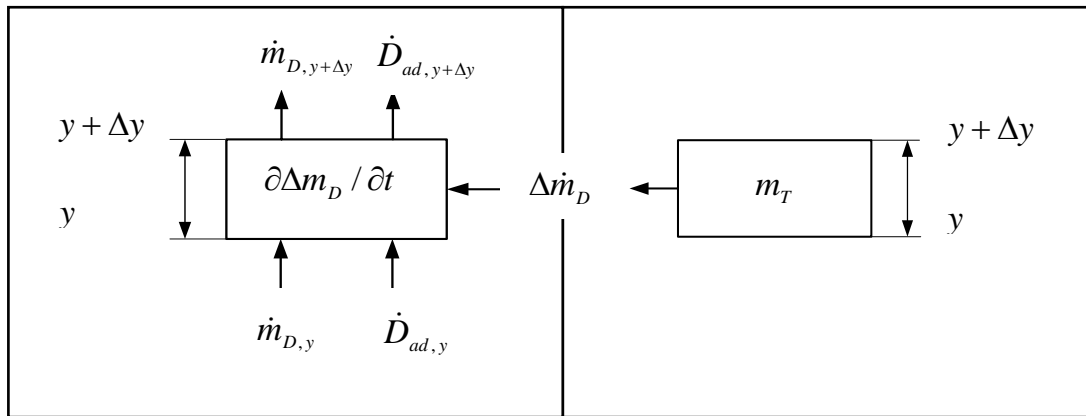 ṁ_{D,y+Δy} Ḋ_{ad,y+Δy}
y + Δy
∂Δm_D / ∂t
y
ṁ_{D,y} Ḋ_{ad,y}
Δṁ_D
y + Δy
m_T
y